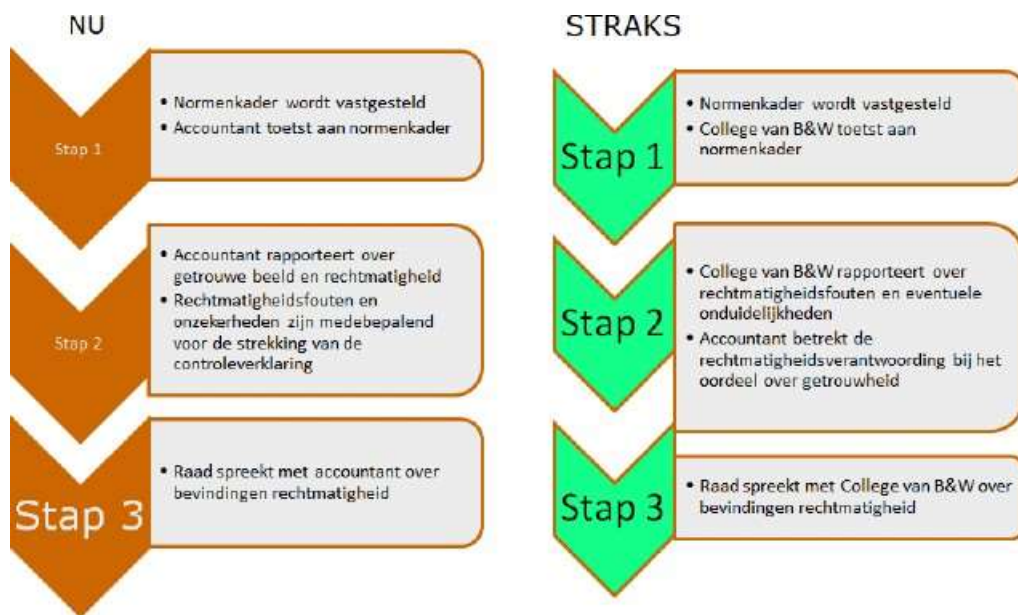 NU
Stap 1
• Normenkader wordt vastgesteld
• Accountant toetst aan normenkader
Stap 2
• Accountant rapporteert over
getrouwe beeld en rechtmatigheid
• Rechtmatigheidsfouten en
onzekerheden zijn medebepalend
voor de strekking van de
controleverklaring
Stap 3
• Raad spreekt met accountant over
bevindingen rechtmatigheid
STRAKS
Stap 1
• Normenkader wordt vastgesteld
• College van B&W toetst aan
normenkader
Stap 2
• College van B&W rapporteert over
rechtmatigheidsfouten en eventuele
onduidelijkheden
• Accountant betrekt de
rechtmatigheidsverantwoording bij het
oordeel over getrouwheid
Stap 3
• Raad spreekt met College van B&W over
bevindingen rechtmatigheid